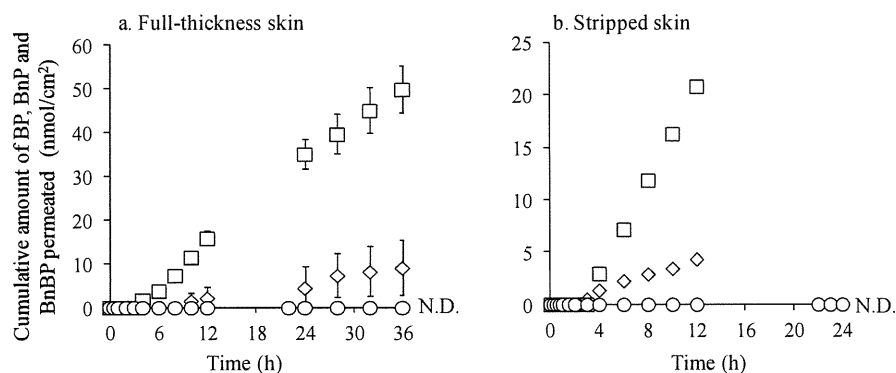 a. Full-thickness skin
b. Stripped skin
Cumulative amount of BP, BnP and
BnBP permeated (nmol/cm²)
60
50
40
30
20
10
0
N.D.
0 6 12 18 24 30 36
Time (h)
25
20
15
10
5
0
N.D.
0 4 8 12 16 20 24
Time (h)